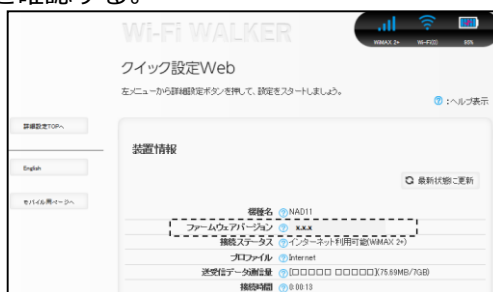 を確認する。
Wi-Fi WALKER
WiMAX 2+ Wi-Fi(0) 85%
クイック設定Web
左メニューから詳細設定ボタンを押して、設定をスタートしましょう。
?:ヘルプ表示
詳細設定TOPへ
装置情報
English
最新状態に更新
モバイル用ページへ
機種名 ?NAD11
ファームウェアバージョン ? x.x.x
接続ステータス ?インターネット利用可能(WiMAX 2+)
プロファイル ?Internet
送受信データ通信量 ?[□□□□□ □□□□□](75.69MB/7GB)
接続時間 ?0:00:13